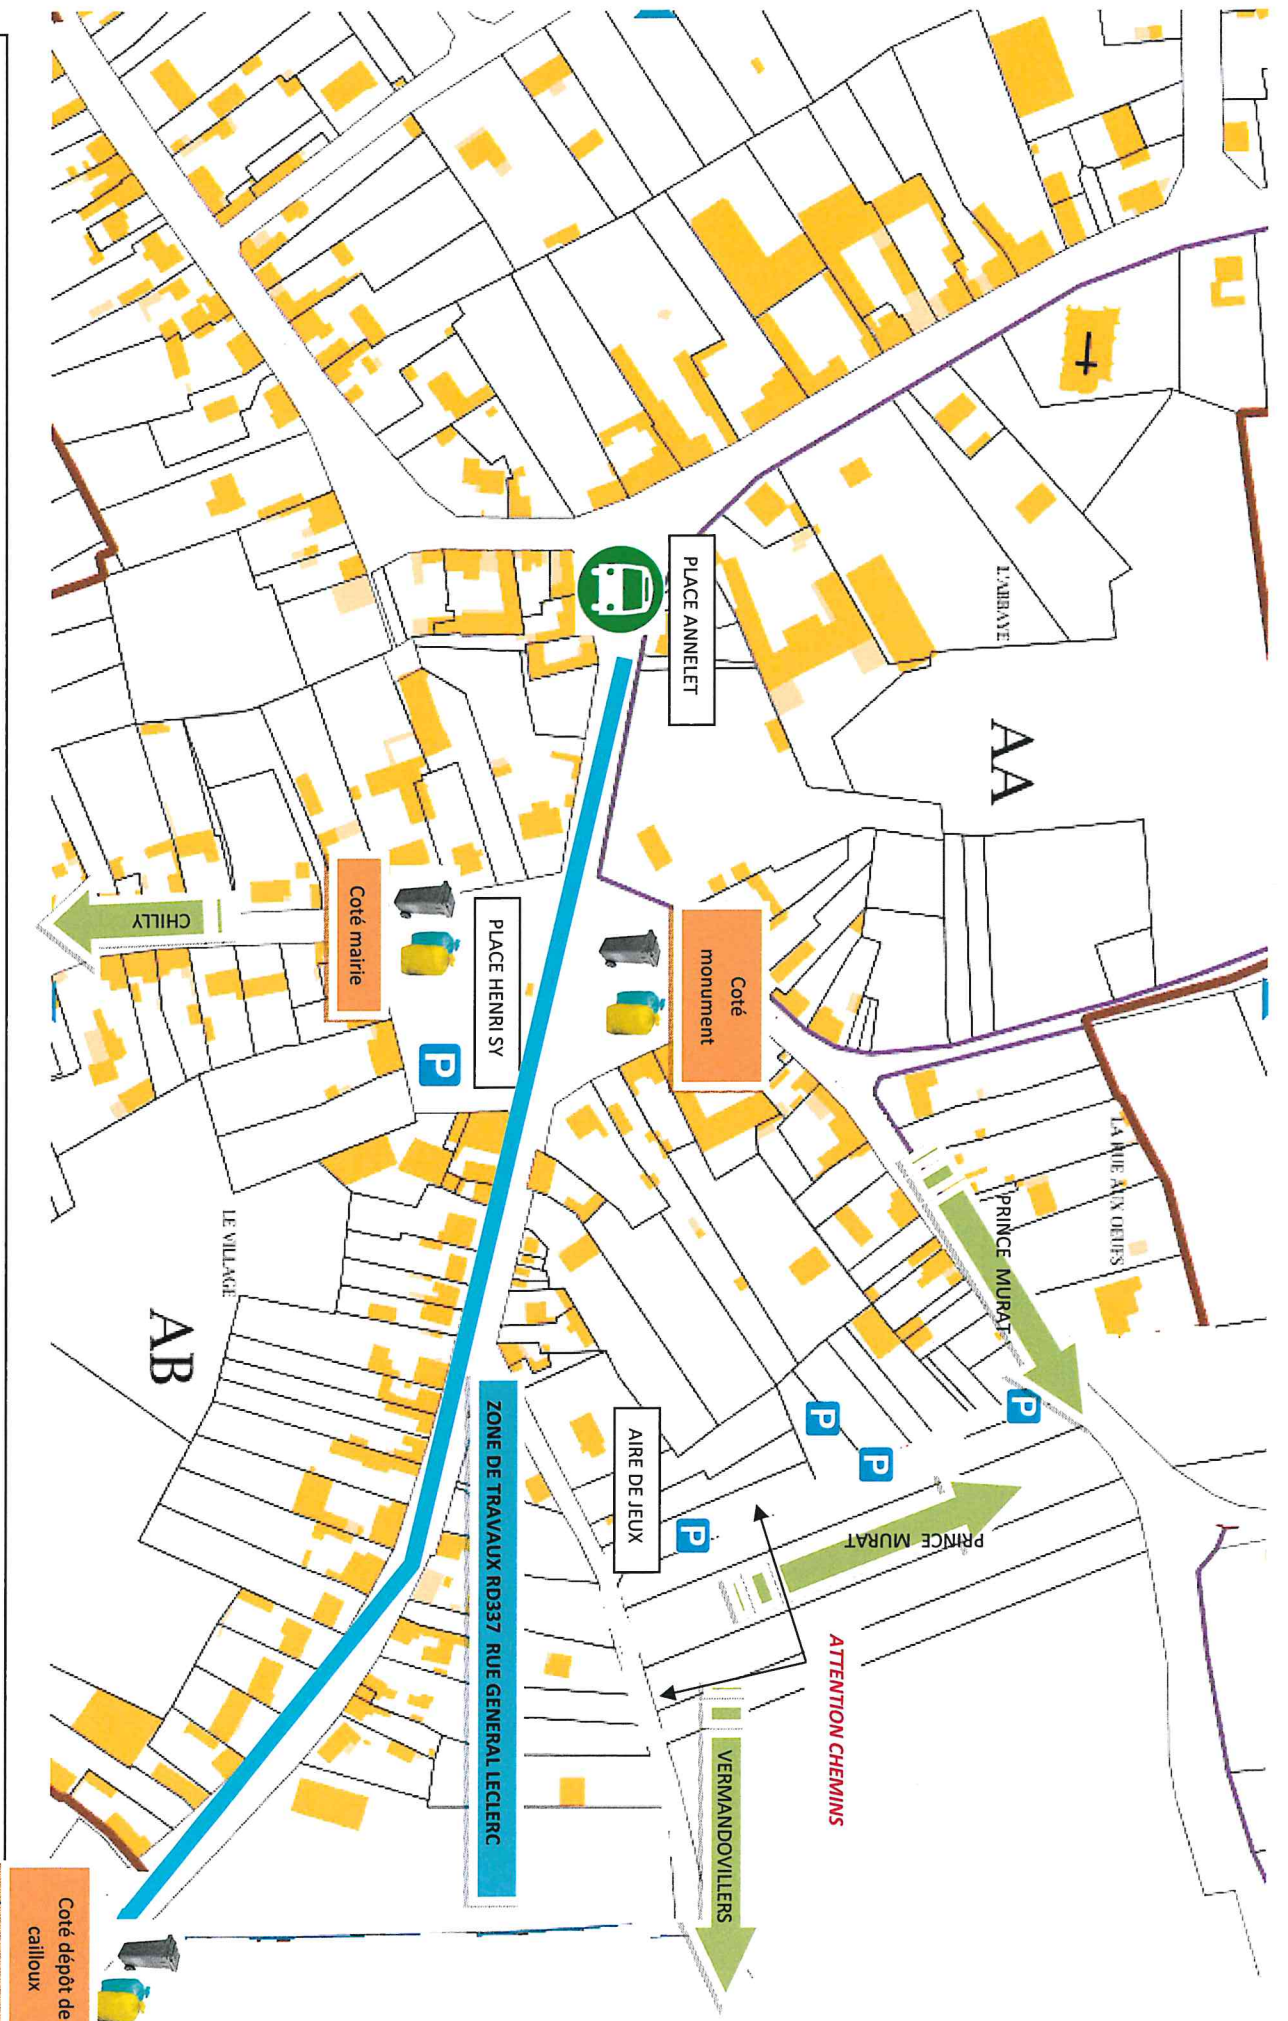 L'ABBAYE
AA
PLACE ANNELET
Coté
monument
LA RUE AUX OEUFS
PRINCE MURAT
P
Coté mairie
PLACE HENRI SY
P
CHILLY
LE VILLAGE
AB
P
P
P
PRINCE MURAT
AIRE DE JEUX
ZONE DE TRAVAUX RD337 RUE GENERAL LECLERC
ATTENTION CHEMINS
VERMANDOVILLERS
Coté dépôt de
cailloux